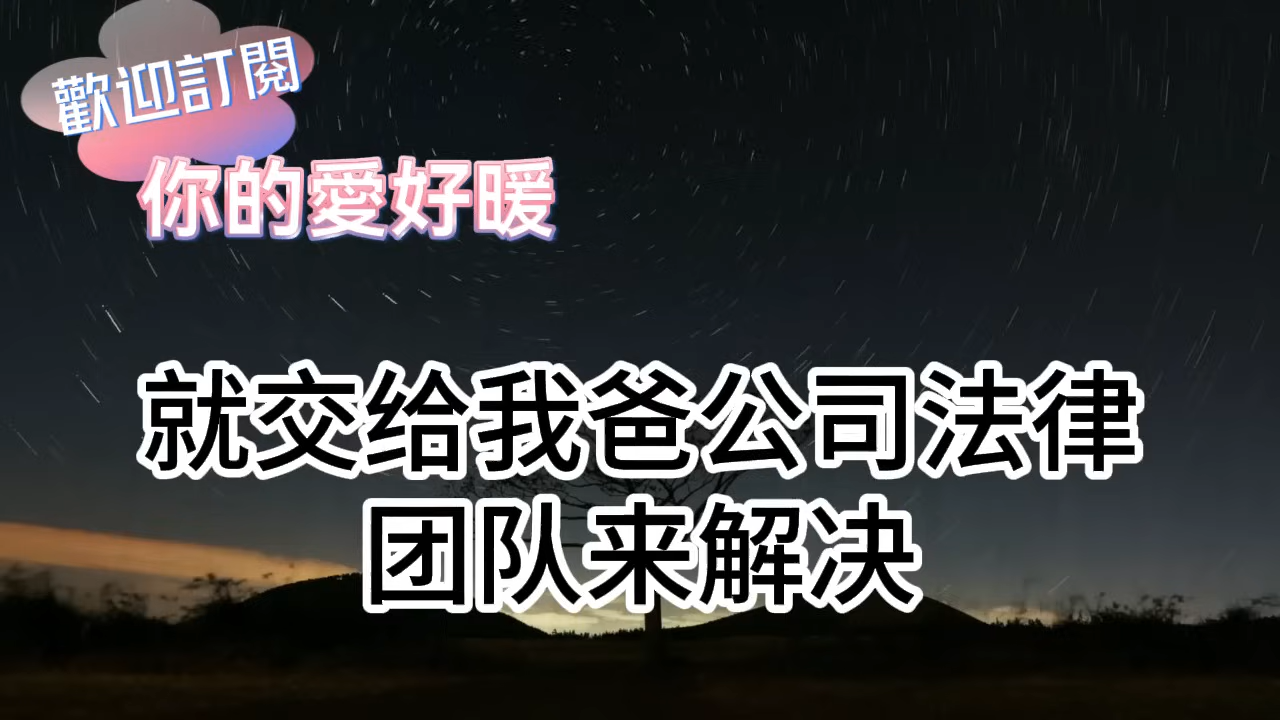 歡迎訂閱
你的愛好暖
就交给我爸公司法律
团队来解决